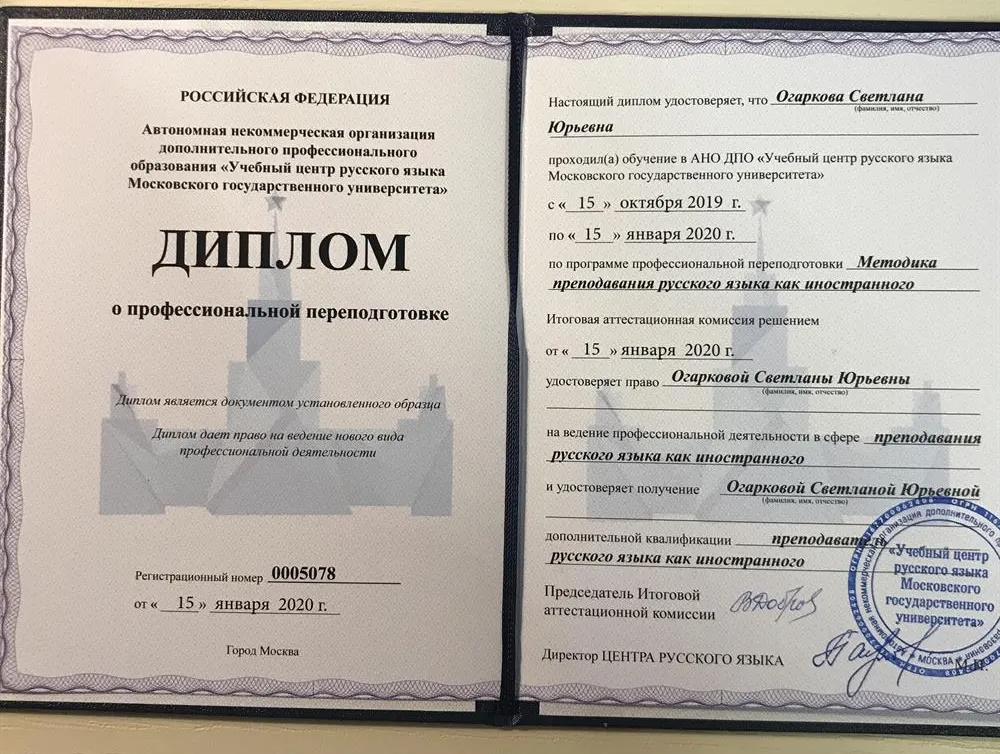 РОССИЙСКАЯ ФЕДЕРАЦИЯ
Автономная некоммерческая организация
дополнительного профессионального
образования «Учебный центр русского языка
Московского государственного университета»
ДИПЛОМ
о профессиональной переподготовке
Диплом является документом установленного образца
Диплом дает право на ведение нового вида
профессиональной деятельности
Регистрационный номер 0005078
от « 15 » января 2020 г.
Город Москва
Настоящий диплом удостоверяет, что Огаркова Светлана
(фамилия, имя, отчество)
Юрьевна
проходил(а) обучение в АНО ДПО «Учебный центр русского языка
Московского государственного университета»
с « 15 » октября 2019 г.
по « 15 » января 2020 г.
по программе профессиональной переподготовки Методика
преподавания русского языка как иностранного
Итоговая аттестационная комиссия решением
от « 15 » января 2020 г.
удостоверяет право Огарковой Светланы Юрьевны
(фамилия, имя, отчество)
на ведение профессиональной деятельности в сфере преподавания
русского языка как иностранного
и удостоверяет получение Огарковой Светланой Юрьевной
(фамилия, имя, отчество)
дополнительной квалификации преподаватель
русского языка как иностранного
Председатель Итоговой
аттестационной комиссии
Директор ЦЕНТРА РУССКОГО ЯЗЫКА
М.П.
«Учебный центр
русского языка
Московского
государственного
университета»
МОСКВА